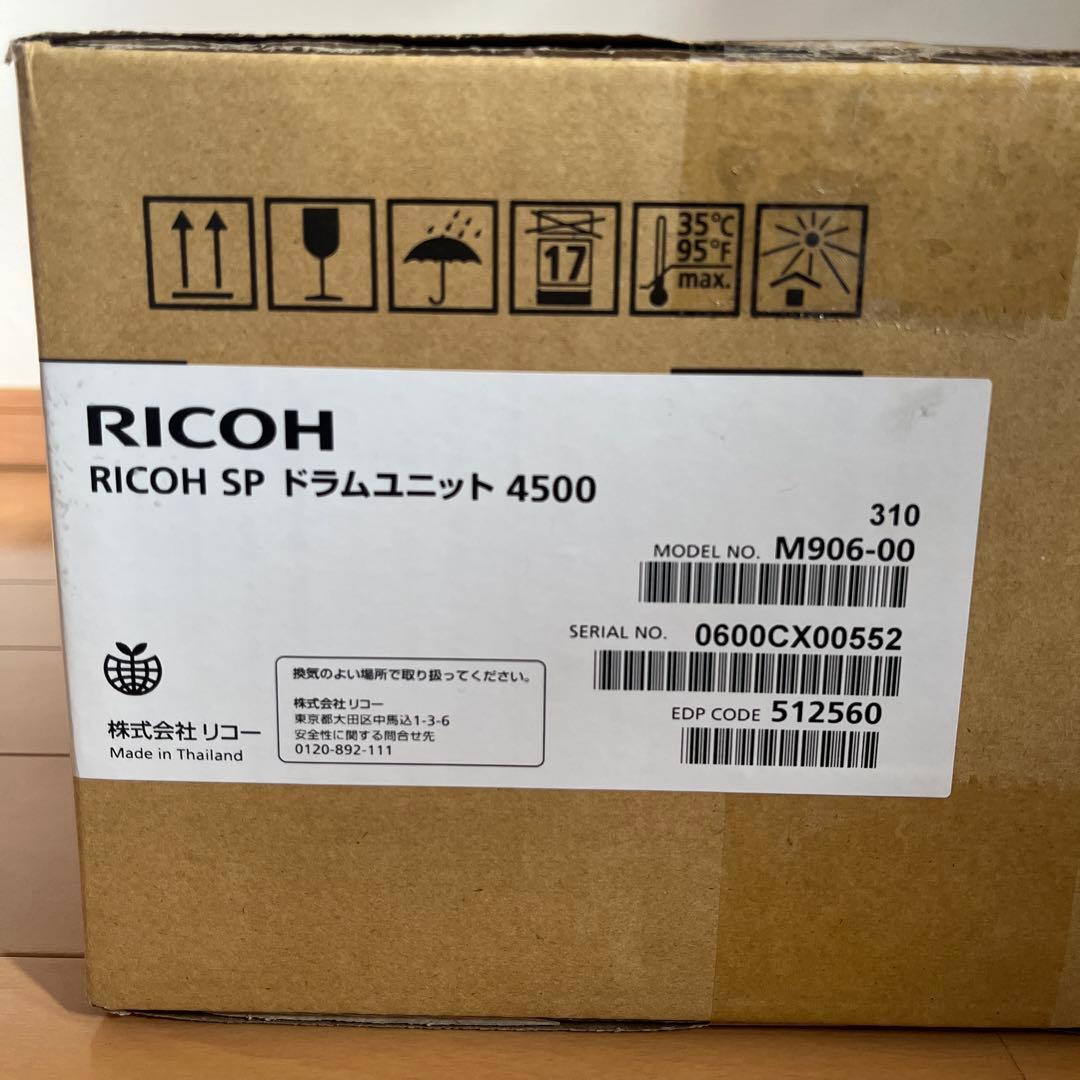 17
35°C
95°F
max.
RICOH
RICOH SP ドラムユニット 4500
310
MODEL NO. M906-00
SERIAL NO. 0600CX00552
EDP CODE 512560
株式会社 リコー
Made in Thailand
換気のよい場所で取り扱ってください。
株式会社 リコー
東京都大田区中馬込1-3-6
安全性に関する問合せ先
0120-892-111